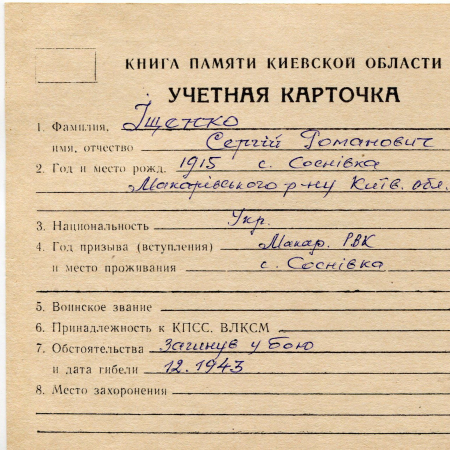 КНИГА ПАМЯТИ КИЕВСКОЙ ОБЛАСТИ
УЧЕТНАЯ КАРТОЧКА
1. Фамилия, Іщенко
имя, отчество Сергій Романович
2. Год и место рожд. 1915 с. Соснівка
Макарівського р-ну Київ. обл.
3. Национальность Укр.
4. Год призыва (вступления) Макар. РВК
и место проживания с. Соснівка
5. Воинское звание
6. Принадлежность к КПСС. ВЛКСМ
7. Обстоятельства Загинув у бою
и дата гибели 12.1943
8. Место захоронения